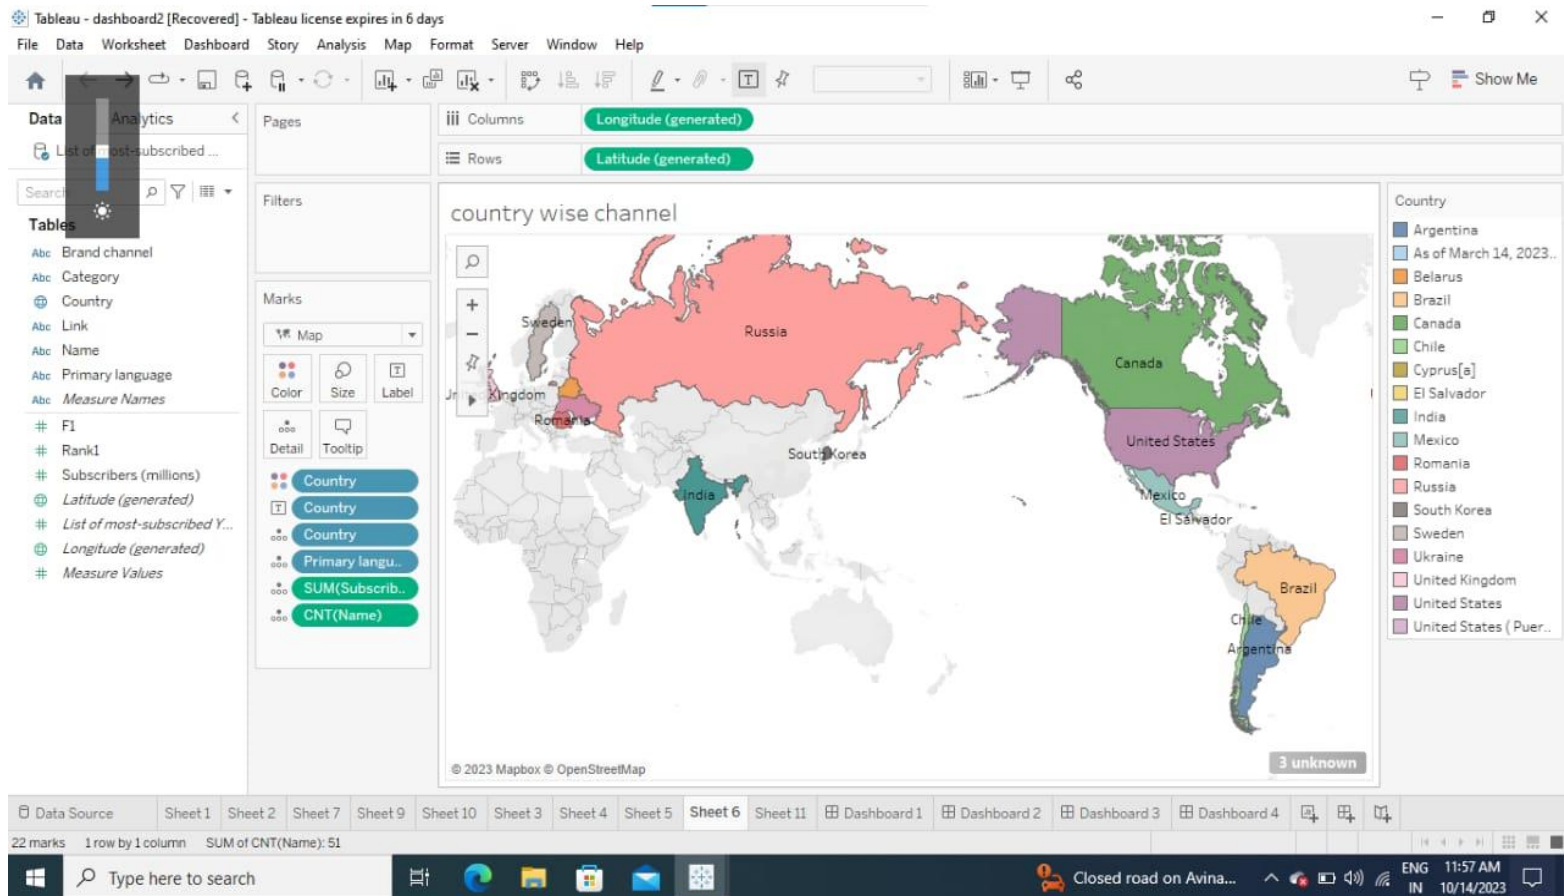 Tableau - dashboard2 [Recovered] - Tableau license expires in 6 days
File Data Worksheet Dashboard Story Analysis Map Format Server Window Help
Show Me
Data Analytics
List of most-subscribed ...
Search
Tables
Abc Brand channel
Abc Category
Country
Abc Link
Abc Name
Abc Primary language
Abc Measure Names
# F1
# Rank1
# Subscribers (millions)
Latitude (generated)
# List of most-subscribed Y...
Longitude (generated)
# Measure Values
Pages
Filters
Marks
Map
Color Size Label
Detail Tooltip
Country
Country
Country
Primary langu..
SUM(Subscrib..
CNT(Name)
Columns Longitude (generated)
Rows Latitude (generated)
country wise channel
Sweden
Russia
Canada
Kingdom
Romania
United States
South Korea
India
Mexico
El Salvador
Brazil
Chile
Argentina
© 2023 Mapbox © OpenStreetMap
3 unknown
Country
Argentina
As of March 14, 2023..
Belarus
Brazil
Canada
Chile
Cyprus[a]
El Salvador
India
Mexico
Romania
Russia
South Korea
Sweden
Ukraine
United Kingdom
United States
United States ( Puer..
Data Source Sheet 1 Sheet 2 Sheet 7 Sheet 9 Sheet 10 Sheet 3 Sheet 4 Sheet 5 Sheet 6 Sheet 11 Dashboard 1 Dashboard 2 Dashboard 3 Dashboard 4
22 marks 1 row by 1 column SUM of CNT(Name): 51
Type here to search
Closed road on Avina...
ENG 11:57 AM
IN 10/14/2023